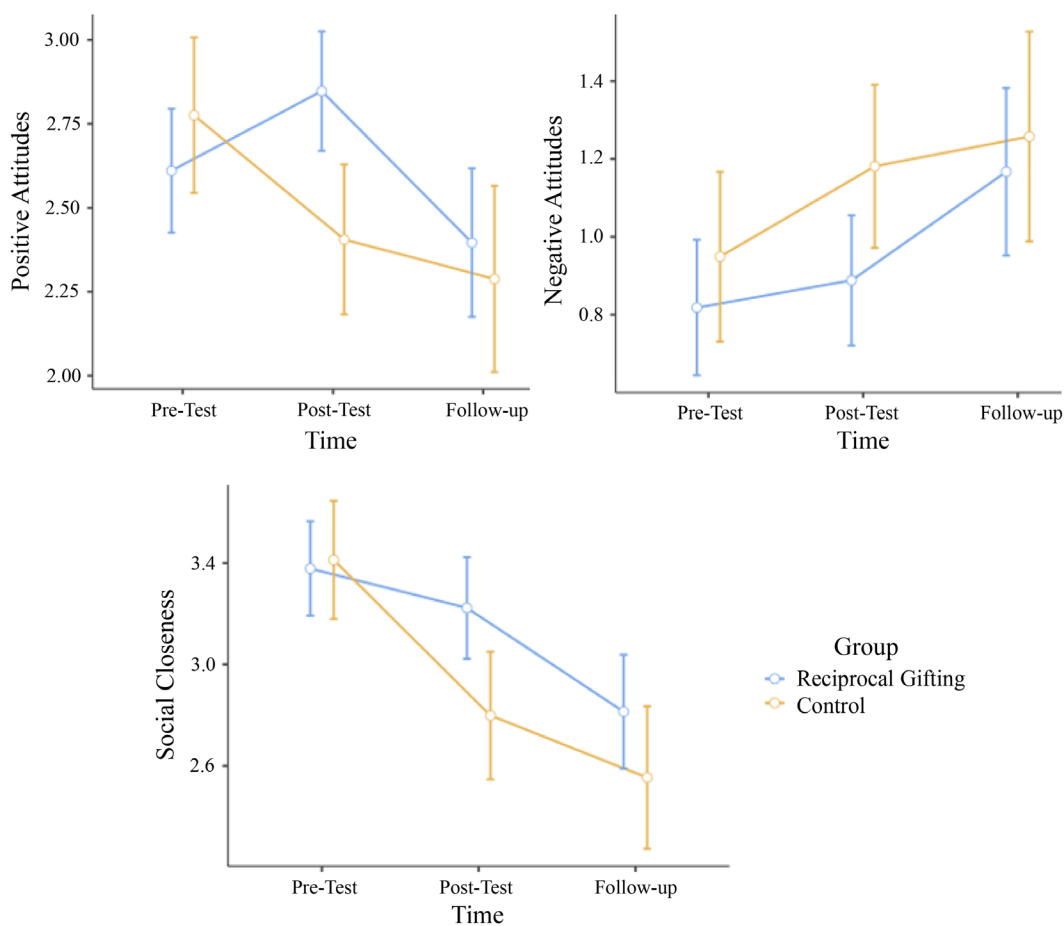 Positive Attitudes
3.00
2.75
2.50
2.25
2.00
Pre-Test
Post-Test
Follow-up
Time
Negative Attitudes
1.4
1.2
1.0
0.8
Pre-Test
Post-Test
Follow-up
Time
Social Closeness
3.4
3.0
2.6
Pre-Test
Post-Test
Follow-up
Time
Group
Reciprocal Gifting
Control